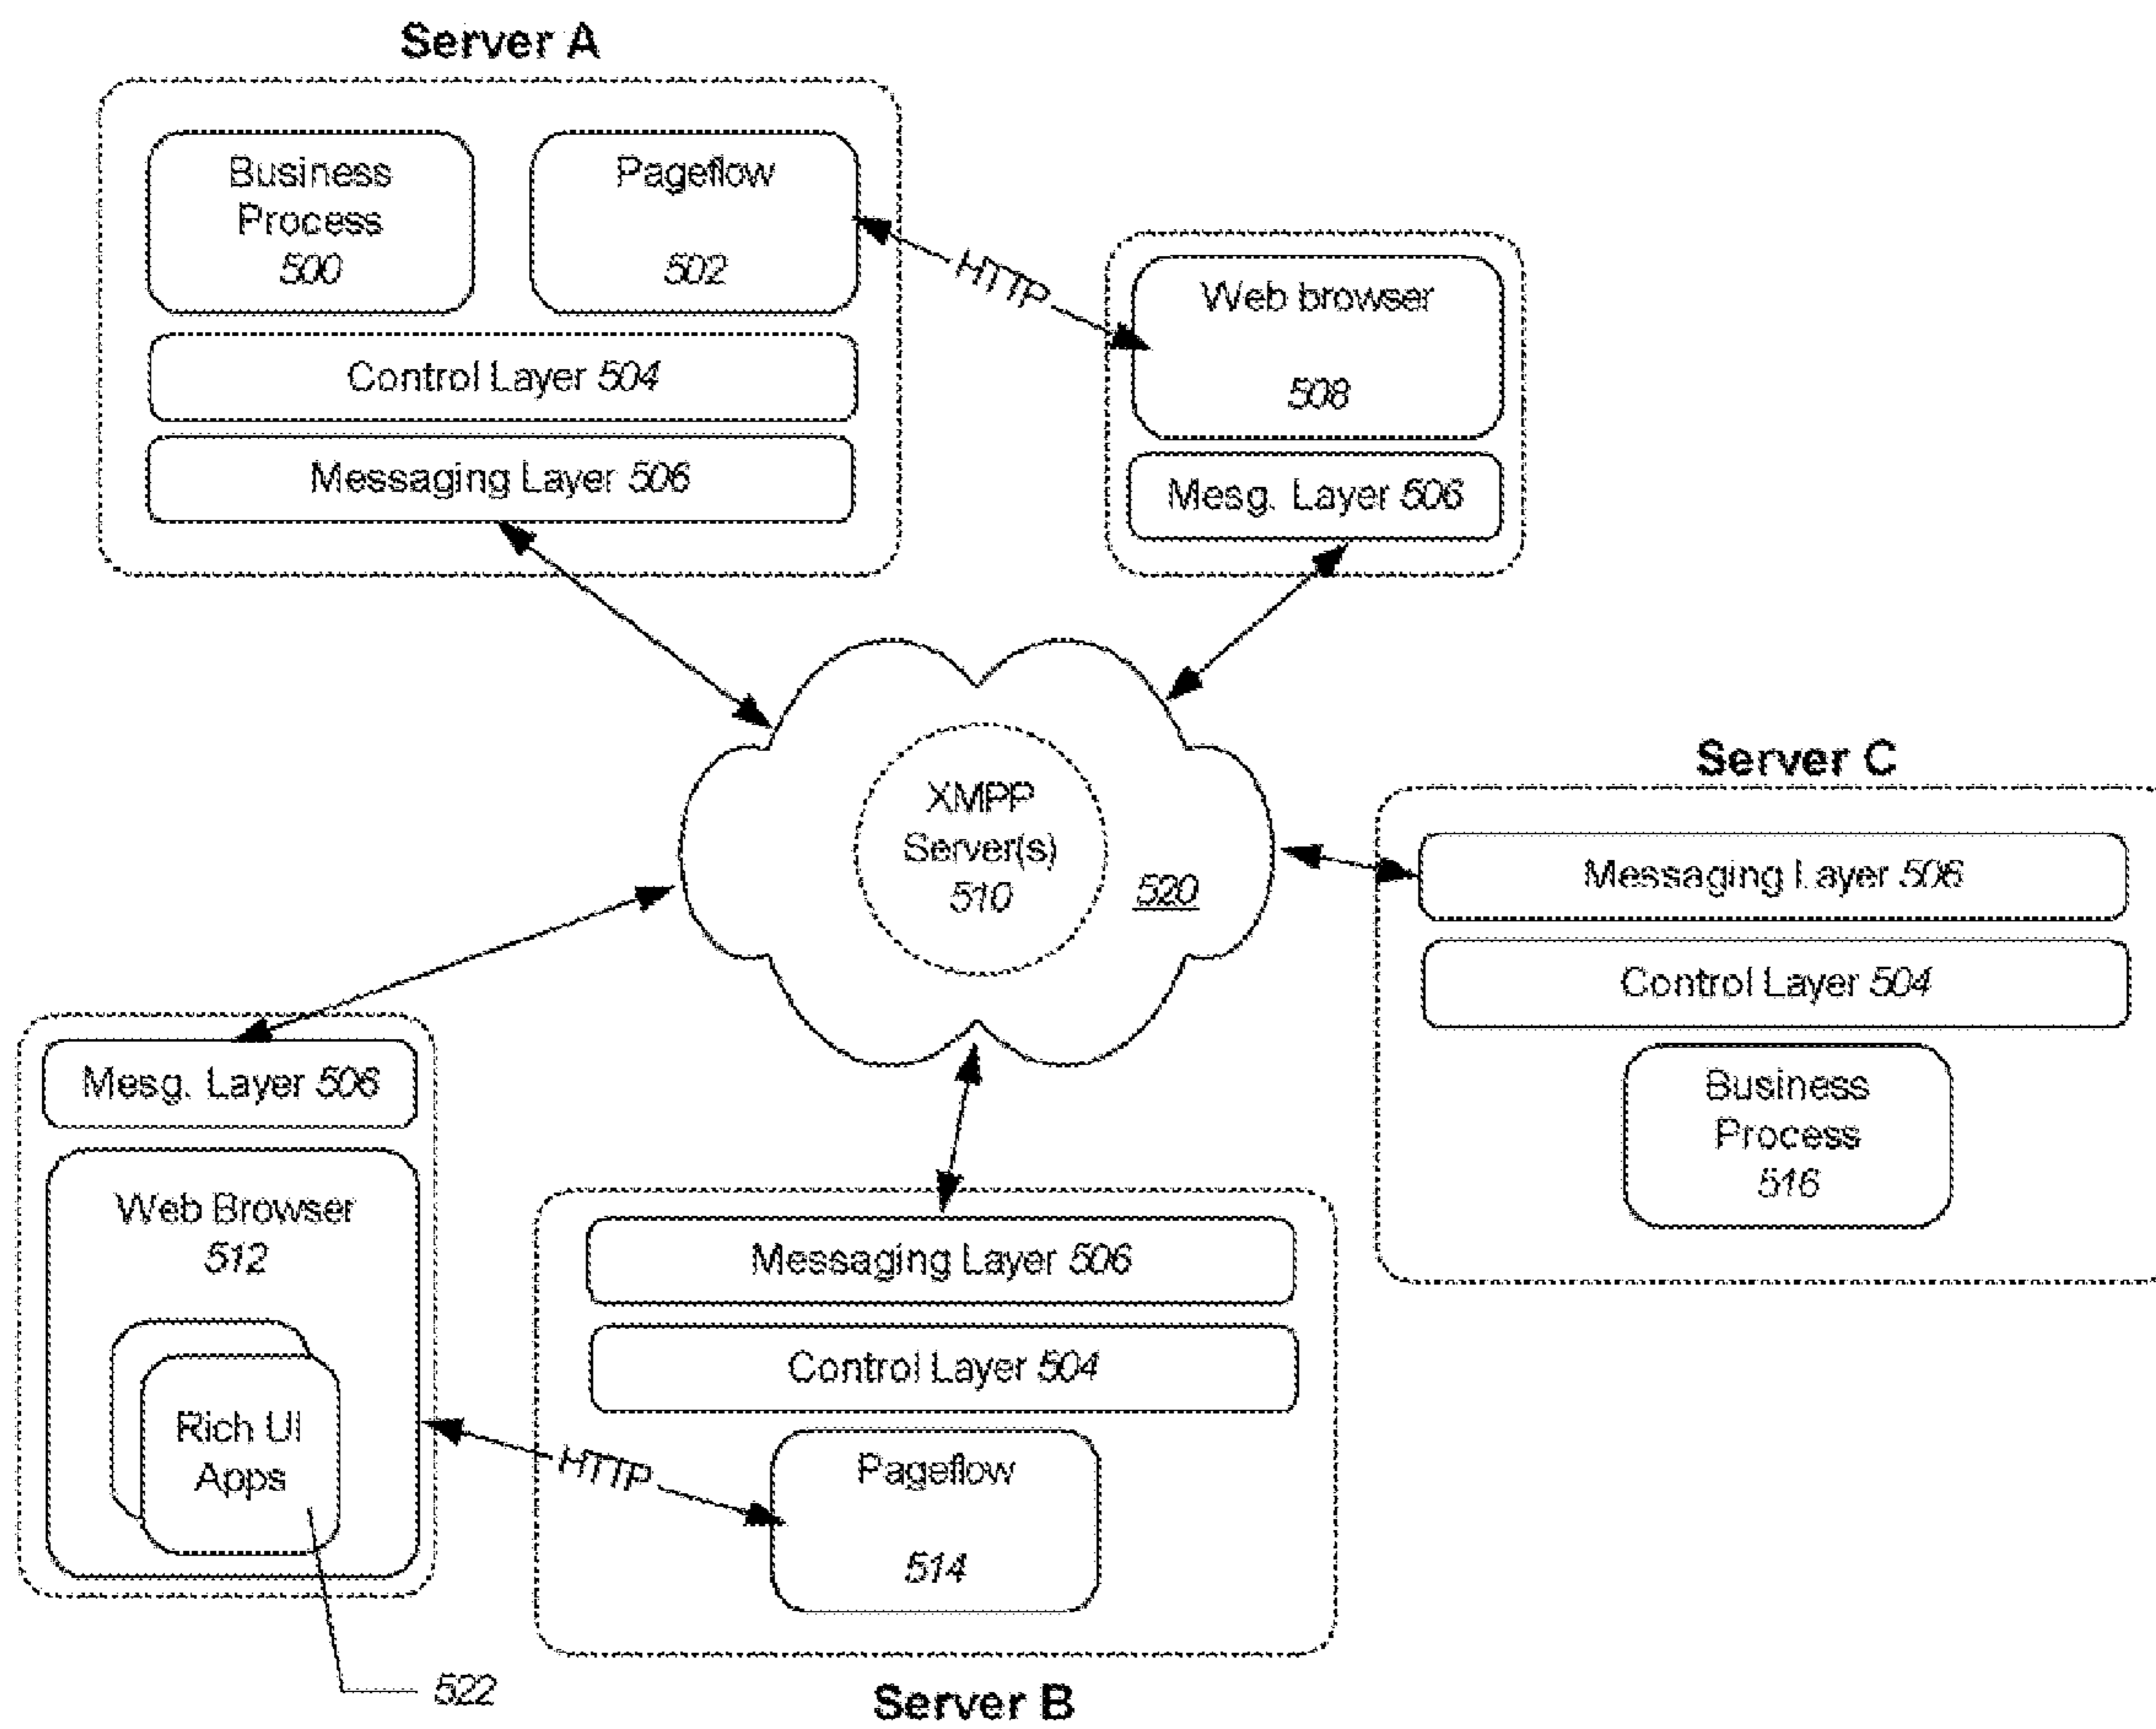 Server A
Business
Process
500
Pageflow
502
Control Layer 504
Messaging Layer 506
HTTP
Web browser
508
Mesg. Layer 506
XMPP
Server(s)
510
520
Server C
Messaging Layer 506
Control Layer 504
Business
Process
516
Mesg. Layer 506
Web Browser
512
Rich UI
Apps
522
HTTP
Messaging Layer 506
Control Layer 504
Pageflow
514
Server B